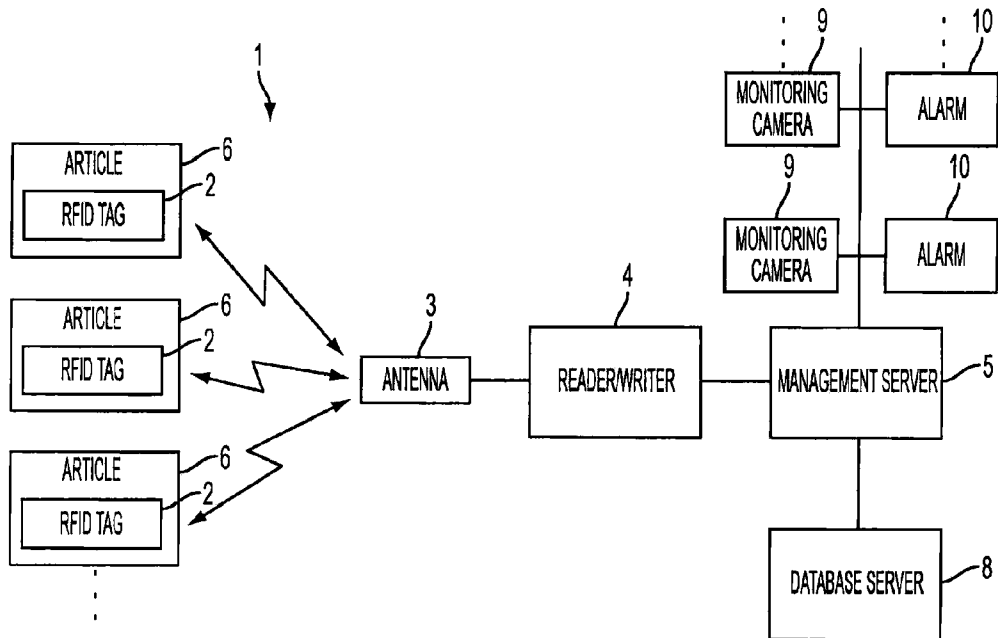 1
9
10
MONITORING
CAMERA
ALARM
ARTICLE
6
RFID TAG
2
9
10
MONITORING
CAMERA
ALARM
ARTICLE
6
RFID TAG
2
3
ANTENNA
4
READER/WRITER
MANAGEMENT SERVER
5
ARTICLE
6
RFID TAG
2
DATABASE SERVER
8